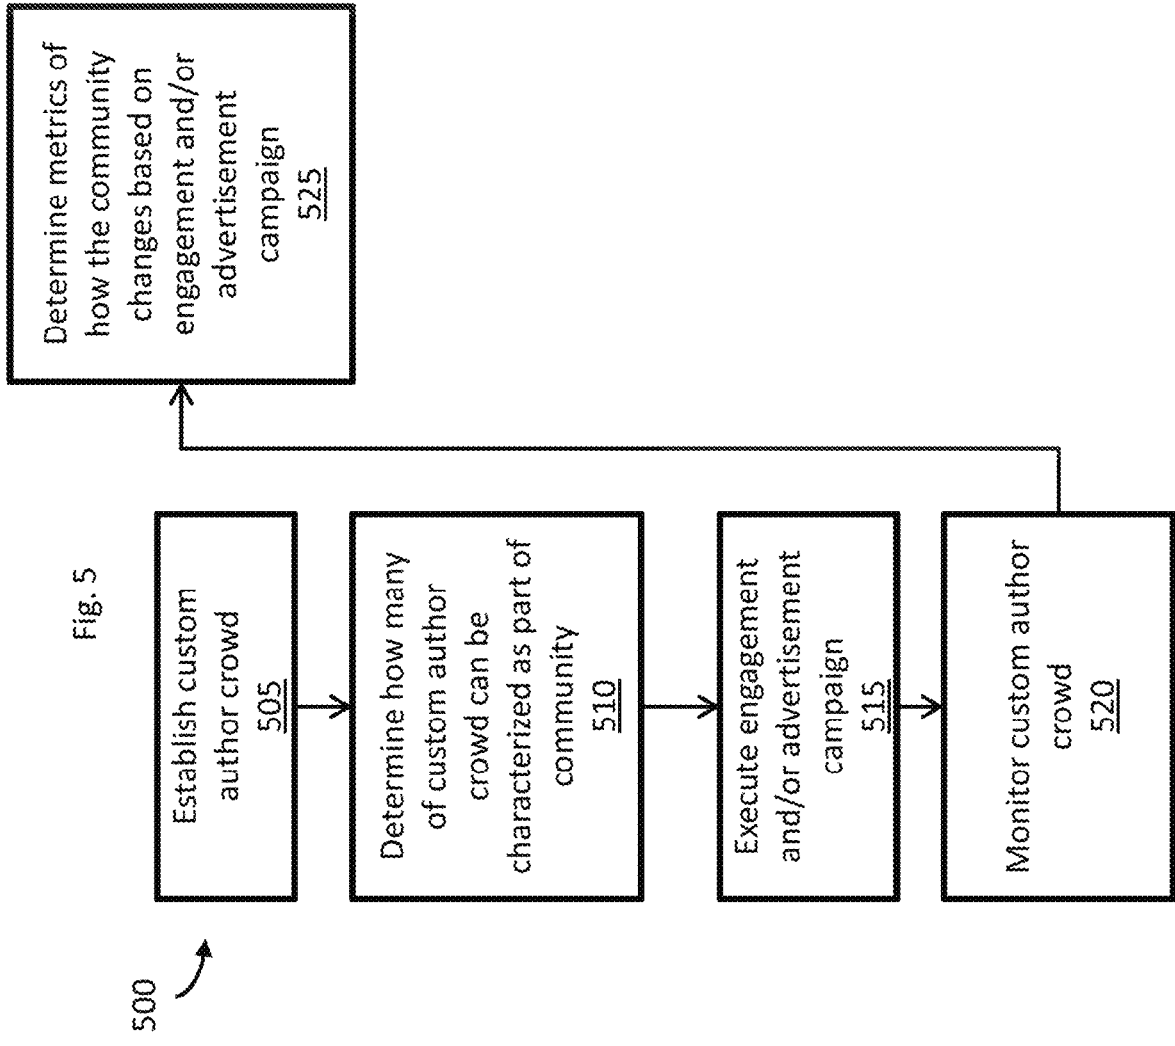 Fig. 5
500
Establish custom
author crowd
505
Determine how many
of custom author
crowd can be
characterized as part of
community
510
Execute engagement
and/or advertisement
campaign
515
Monitor custom author
crowd
520
Determine metrics of
how the community
changes based on
engagement and/or
advertisement
campaign
525